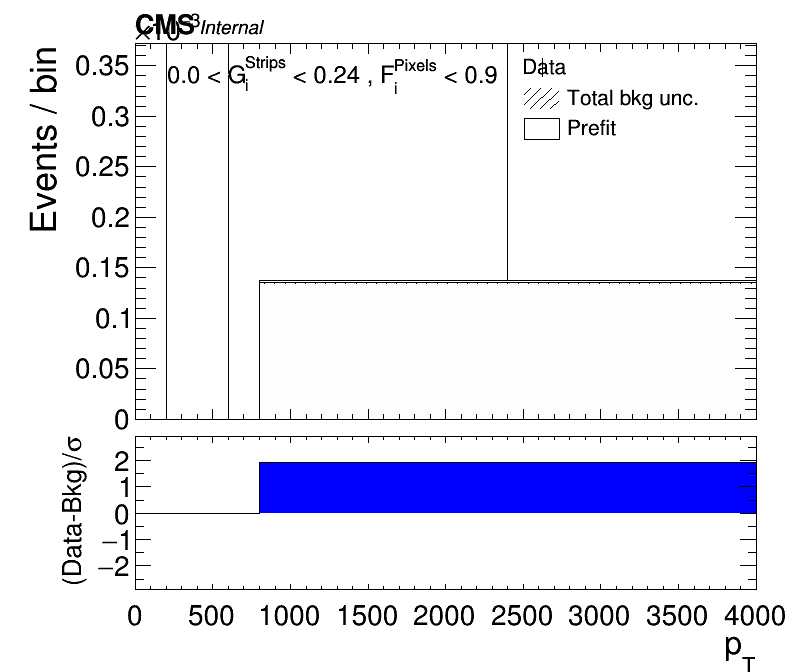 CMS Internal
×10⁻³
0.35
0.3
0.25
0.2
0.15
0.1
0.05
0
Events / bin
0.0 < G_i^Strips < 0.24 , F_i^Pixels < 0.9
Data
Total bkg unc.
Prefit
2
1
0
−1
−2
(Data-Bkg)/σ
0 500 1000 1500 2000 2500 3000 3500 4000
p_T